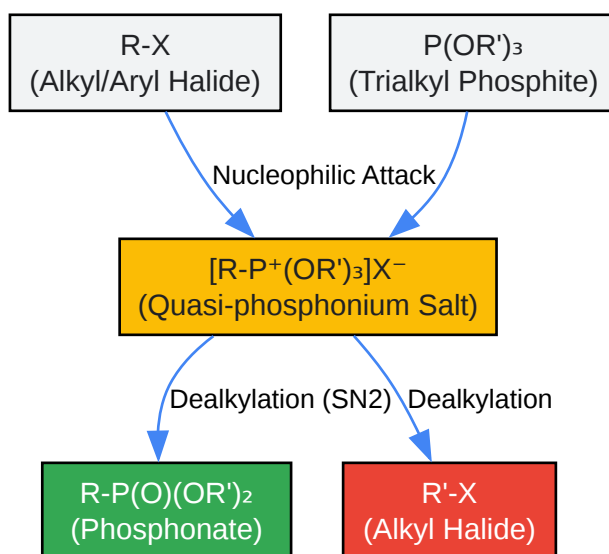 R-X
(Alkyl/Aryl Halide)
P(OR')₃
(Trialkyl Phosphite)
Nucleophilic Attack
[R-P⁺(OR')₃]X⁻
(Quasi-phosphonium Salt)
Dealkylation (SN2)
Dealkylation
R-P(O)(OR')₂
(Phosphonate)
R'-X
(Alkyl Halide)